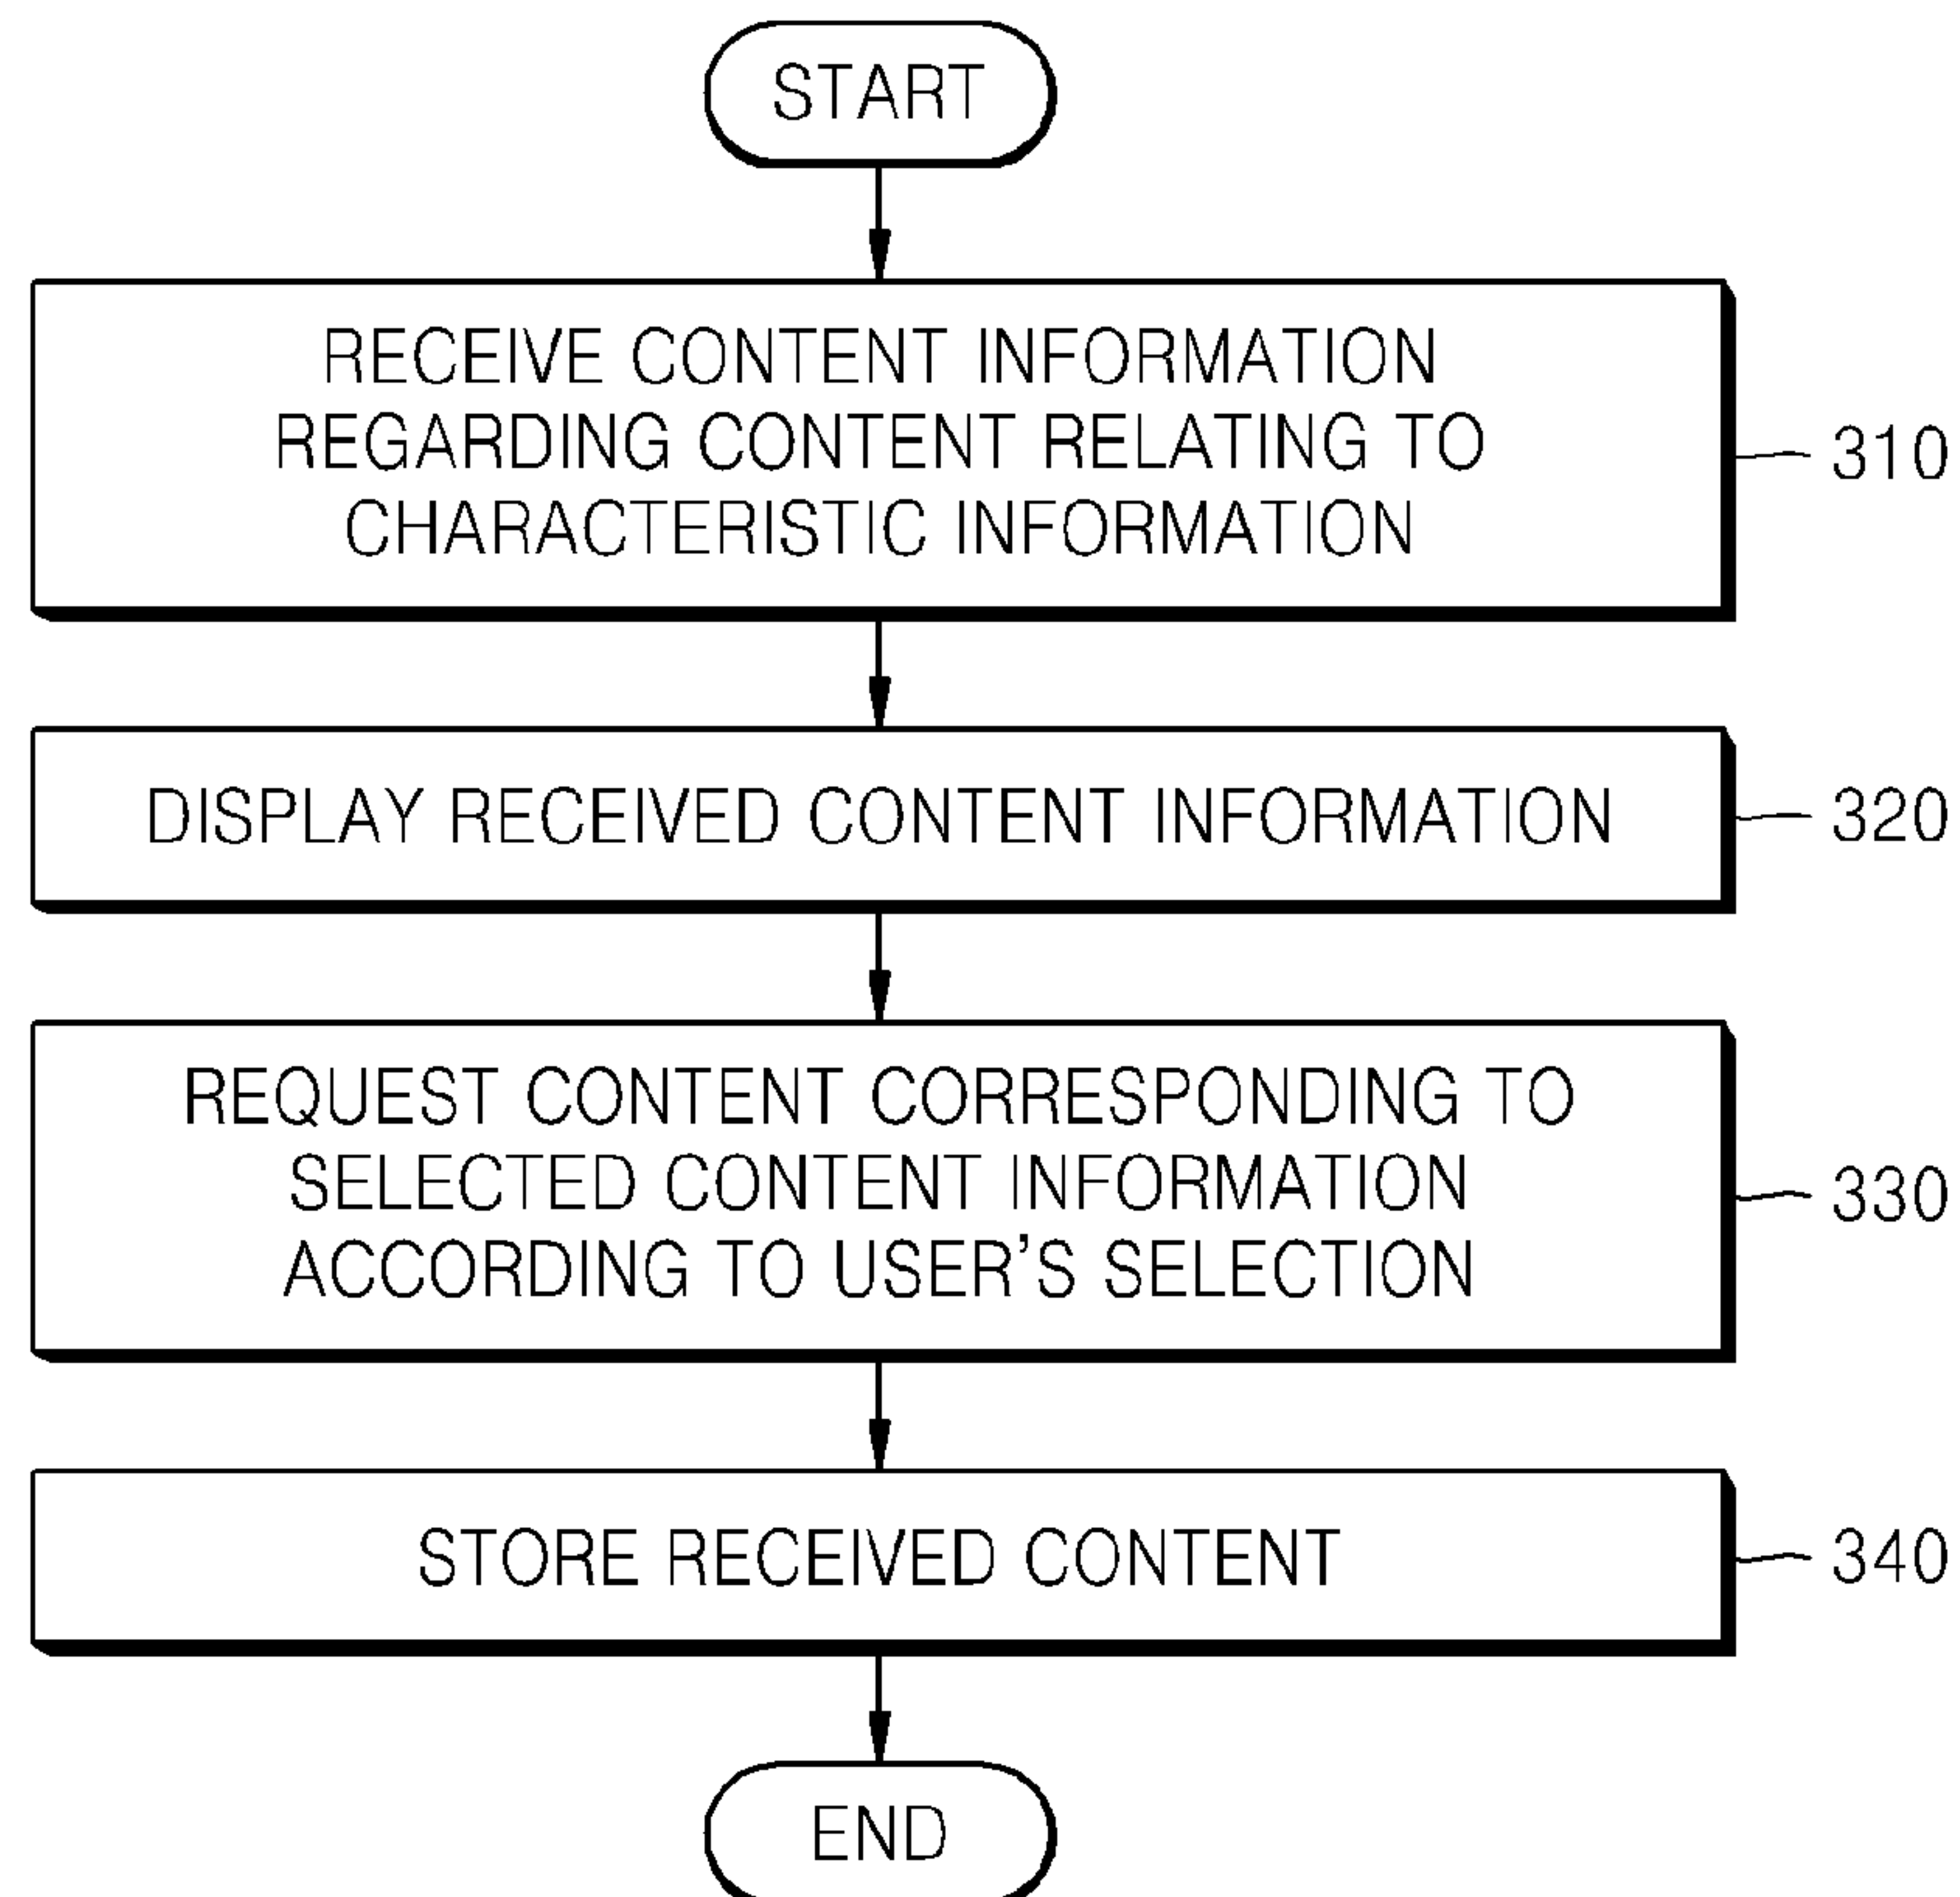 START
RECEIVE CONTENT INFORMATION
REGARDING CONTENT RELATING TO
CHARACTERISTIC INFORMATION
310
DISPLAY RECEIVED CONTENT INFORMATION
320
REQUEST CONTENT CORRESPONDING TO
SELECTED CONTENT INFORMATION
ACCORDING TO USER'S SELECTION
330
STORE RECEIVED CONTENT
340
END